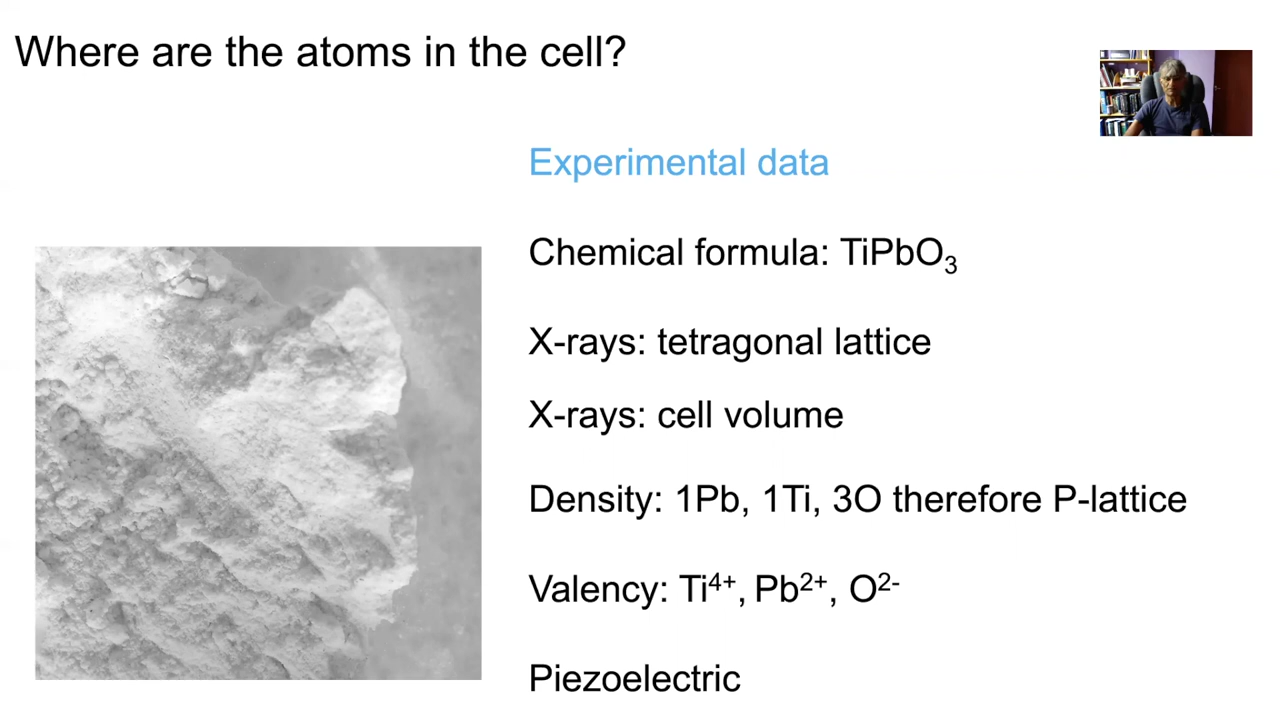 Where are the atoms in the cell?
Experimental data
Chemical formula: TiPbO₃
X-rays: tetragonal lattice
X-rays: cell volume
Density: 1Pb, 1Ti, 3O therefore P-lattice
Valency: Ti⁴⁺, Pb²⁺, O²⁻
Piezoelectric